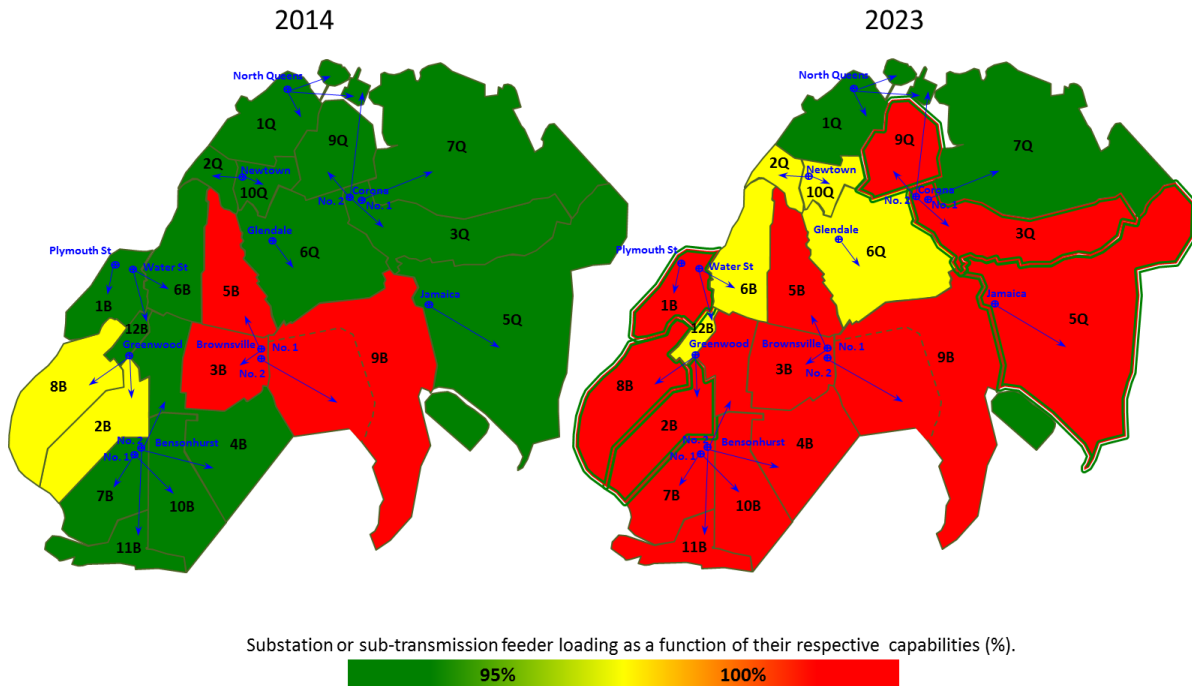 2014
2023
North Queens
1Q
9Q
7Q
2Q
Newtown
10Q
Corona
No. 2
No. 1
3Q
Glendale
6Q
Plymouth St
Water St
6B
5B
Jamaica
1B
12B
5Q
Greenwood
Brownsville
No. 1
No. 2
9B
8B
3B
2B
No. 2
Bensonhurst
No. 1
4B
7B
10B
11B
North Queens
1Q
9Q
7Q
2Q
Newtown
10Q
Corona
No. 2
No. 1
3Q
Glendale
6Q
Plymouth St
Water St
6B
5B
Jamaica
1B
12B
5Q
Greenwood
Brownsville
No. 1
No. 2
9B
8B
3B
2B
No. 2
Bensonhurst
No. 1
4B
7B
10B
11B
Substation or sub-transmission feeder loading as a function of their respective capabilities (%).
95%
100%